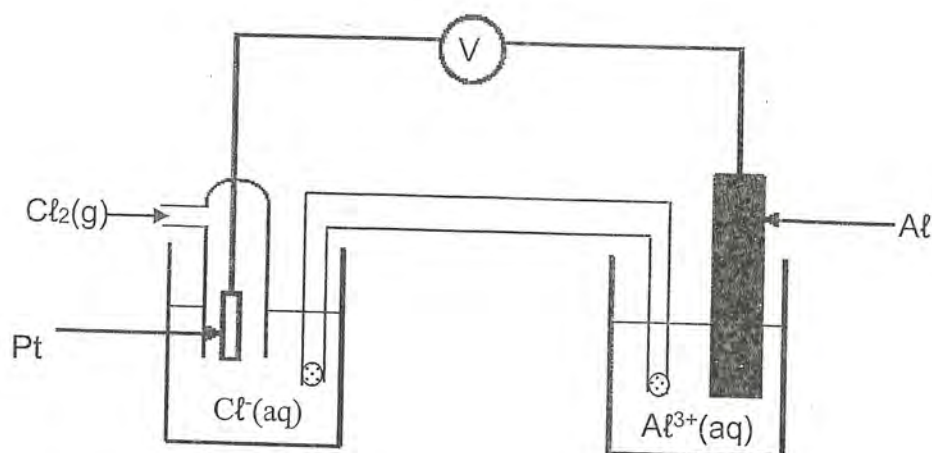 V
Cℓ₂(g)
Aℓ
Pt
Cℓ⁻(aq)
Aℓ³⁺(aq)